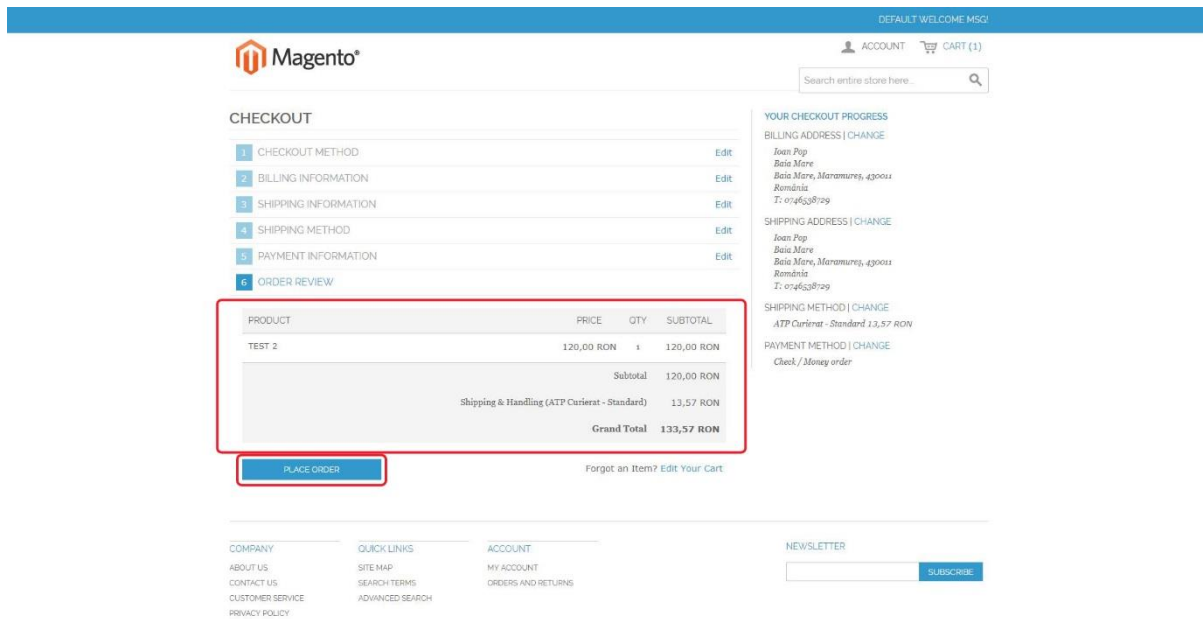 DEFAULT WELCOME MSG!
Magento®
ACCOUNT CART (1)
Search entire store here...
CHECKOUT
1 CHECKOUT METHOD Edit
2 BILLING INFORMATION Edit
3 SHIPPING INFORMATION Edit
4 SHIPPING METHOD Edit
5 PAYMENT INFORMATION Edit
6 ORDER REVIEW
PRODUCT PRICE QTY SUBTOTAL
TEST 2 120,00 RON 1 120,00 RON
Subtotal 120,00 RON
Shipping & Handling (ATP Curierat - Standard) 13,57 RON
Grand Total 133,57 RON
PLACE ORDER
Forgot an Item? Edit Your Cart
YOUR CHECKOUT PROGRESS
BILLING ADDRESS | CHANGE
Ioan Pop
Baia Mare
Baia Mare, Maramureş, 430011
România
T: 0746538729
SHIPPING ADDRESS | CHANGE
Ioan Pop
Baia Mare
Baia Mare, Maramureş, 430011
România
T: 0746538729
SHIPPING METHOD | CHANGE
ATP Curierat - Standard 13,57 RON
PAYMENT METHOD | CHANGE
Check / Money order
COMPANY
ABOUT US
CONTACT US
CUSTOMER SERVICE
PRIVACY POLICY
QUICK LINKS
SITE MAP
SEARCH TERMS
ADVANCED SEARCH
ACCOUNT
MY ACCOUNT
ORDERS AND RETURNS
NEWSLETTER
SUBSCRIBE